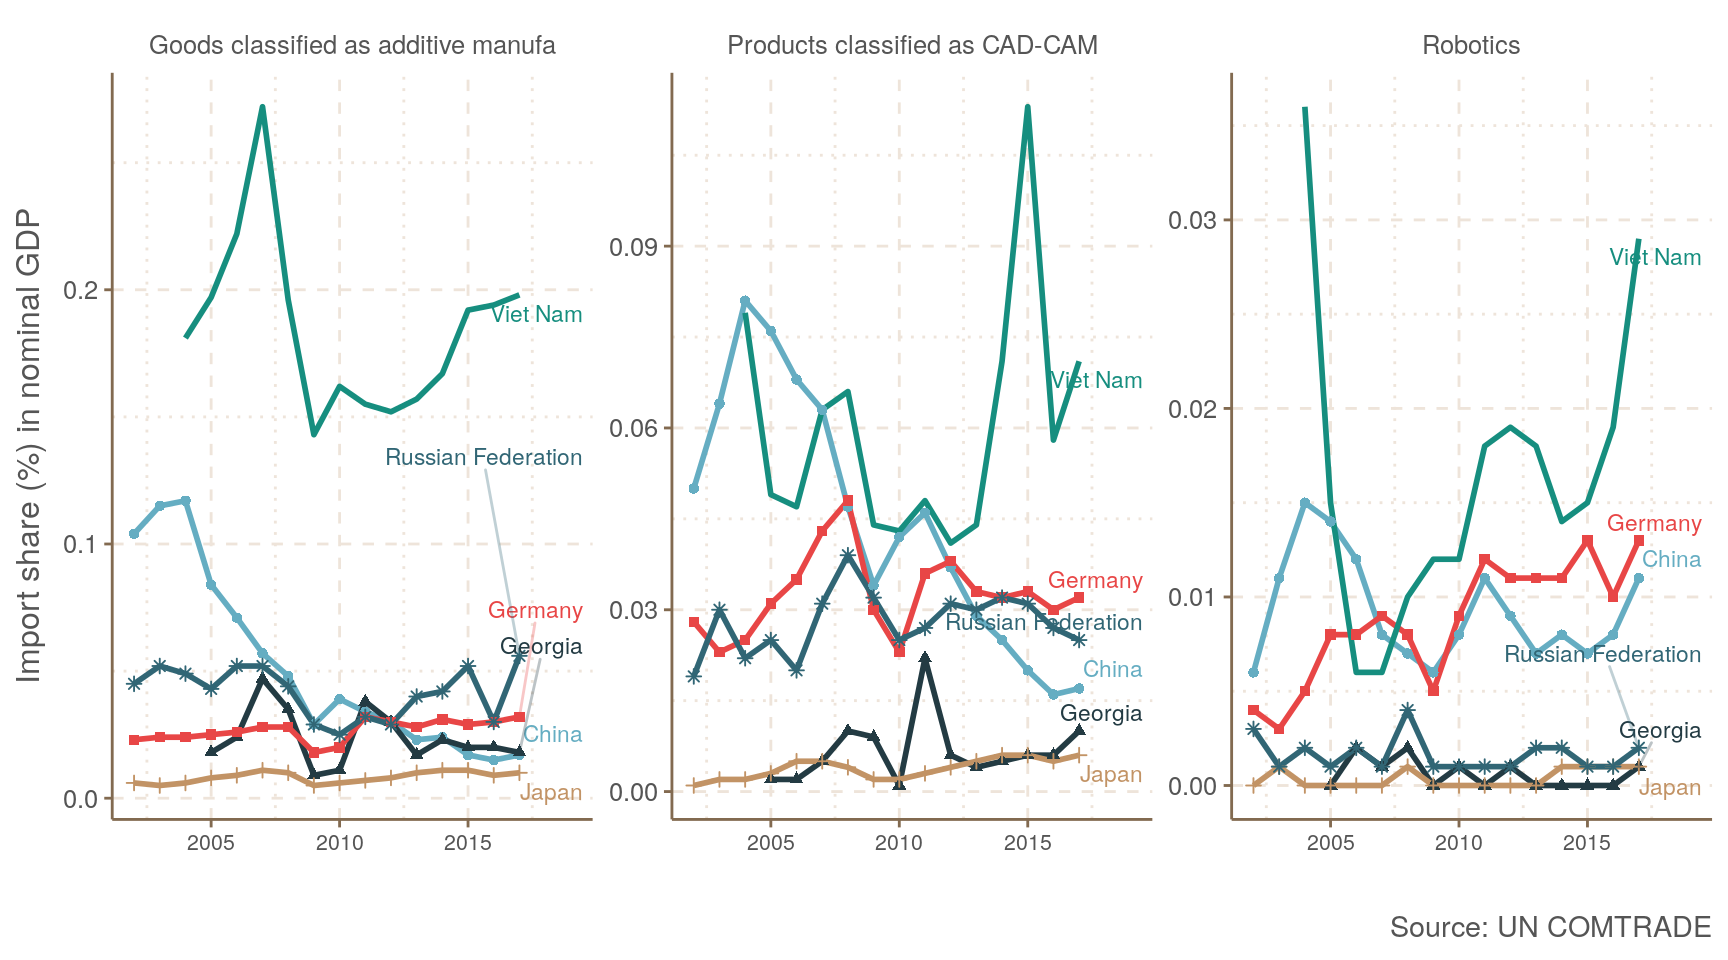 Goods classified as additive manufa
Products classified as CAD-CAM
Robotics
Import share (%) in nominal GDP
0.2
0.1
0.0
Viet Nam
Russian Federation
Germany
Georgia
China
Japan
2005
2010
2015
0.09
0.06
0.03
0.00
Viet Nam
Germany
Russian Federation
China
Georgia
Japan
2005
2010
2015
0.03
0.02
0.01
0.00
Viet Nam
Germany
China
Russian Federation
Georgia
Japan
2005
2010
2015
Source: UN COMTRADE